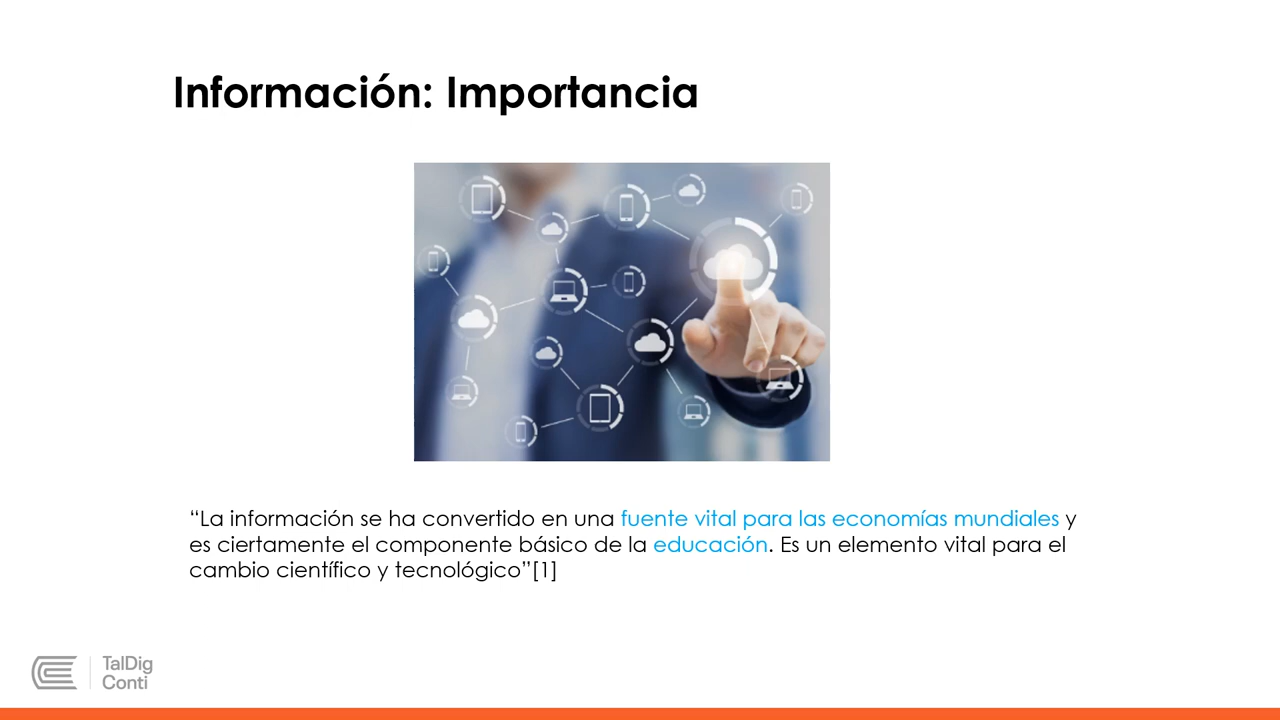 Información: Importancia
“La información se ha convertido en una fuente vital para las economías mundiales y
es ciertamente el componente básico de la educación. Es un elemento vital para el
cambio científico y tecnológico”[1]
TalDig
Conti